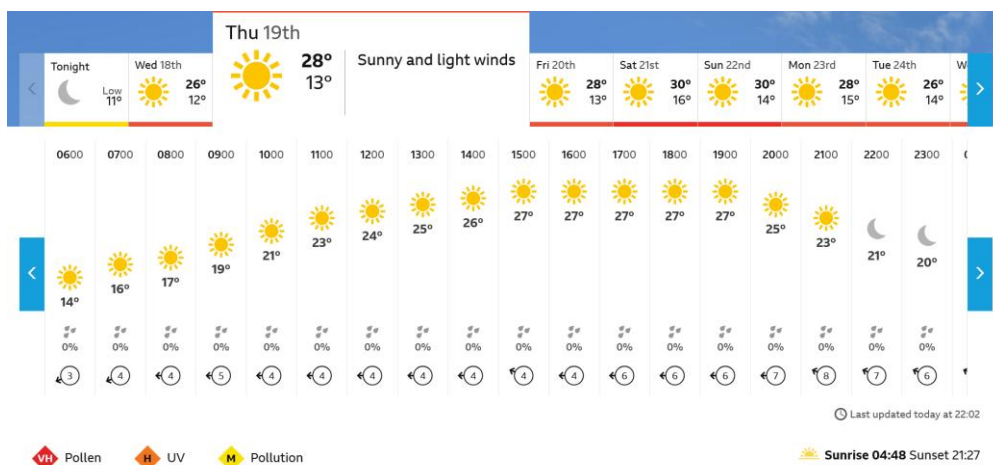 Thu 19th
28°
13°
Sunny and light winds
Tonight
Low
11°
Wed 18th
26°
12°
Fri 20th
28°
13°
Sat 21st
30°
16°
Sun 22nd
30°
14°
Mon 23rd
28°
15°
Tue 24th
26°
14°
0600 0700 0800 0900 1000 1100 1200 1300 1400 1500 1600 1700 1800 1900 2000 2100 2200 2300
14° 16° 17° 19° 21° 23° 24° 25° 26° 27° 27° 27° 27° 27° 25° 23° 21° 20°
0% 0% 0% 0% 0% 0% 0% 0% 0% 0% 0% 0% 0% 0% 0% 0% 0% 0%
3 4 4 5 4 4 4 4 4 4 4 6 6 6 7 8 7 6
Last updated today at 22:02
VH Pollen H UV M Pollution
Sunrise 04:48 Sunset 21:27